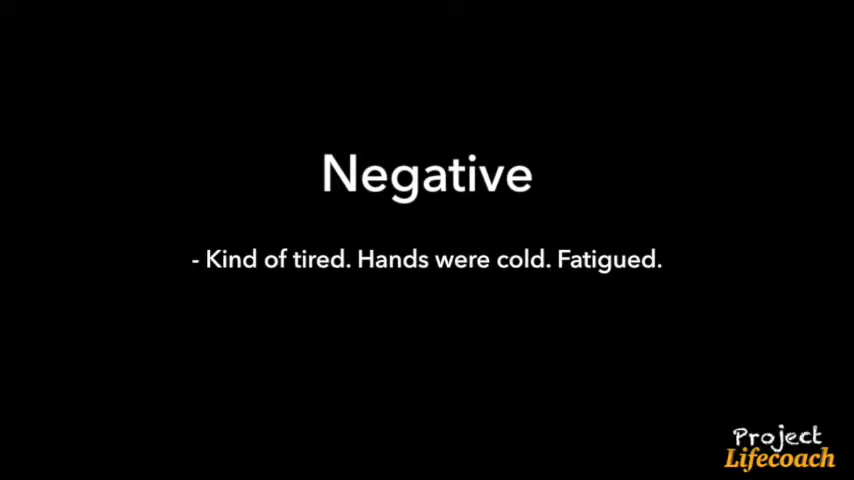 Negative
- Kind of tired. Hands were cold. Fatigued.
Project
Lifecoach